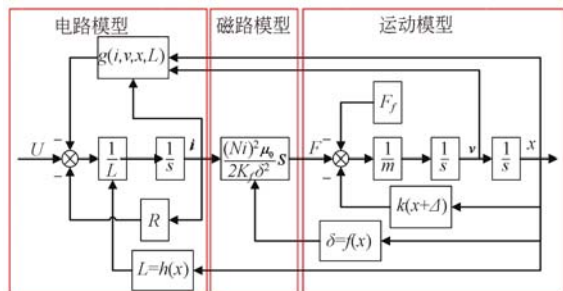 电路模型 磁路模型 运动模型
g(i,v,x,L)
F_f
U 1/L 1/s i (Ni)²μ₀/2K_fδ² S F 1/m 1/s v 1/s x
R k(x+Δ)
δ=f(x)
L=h(x)